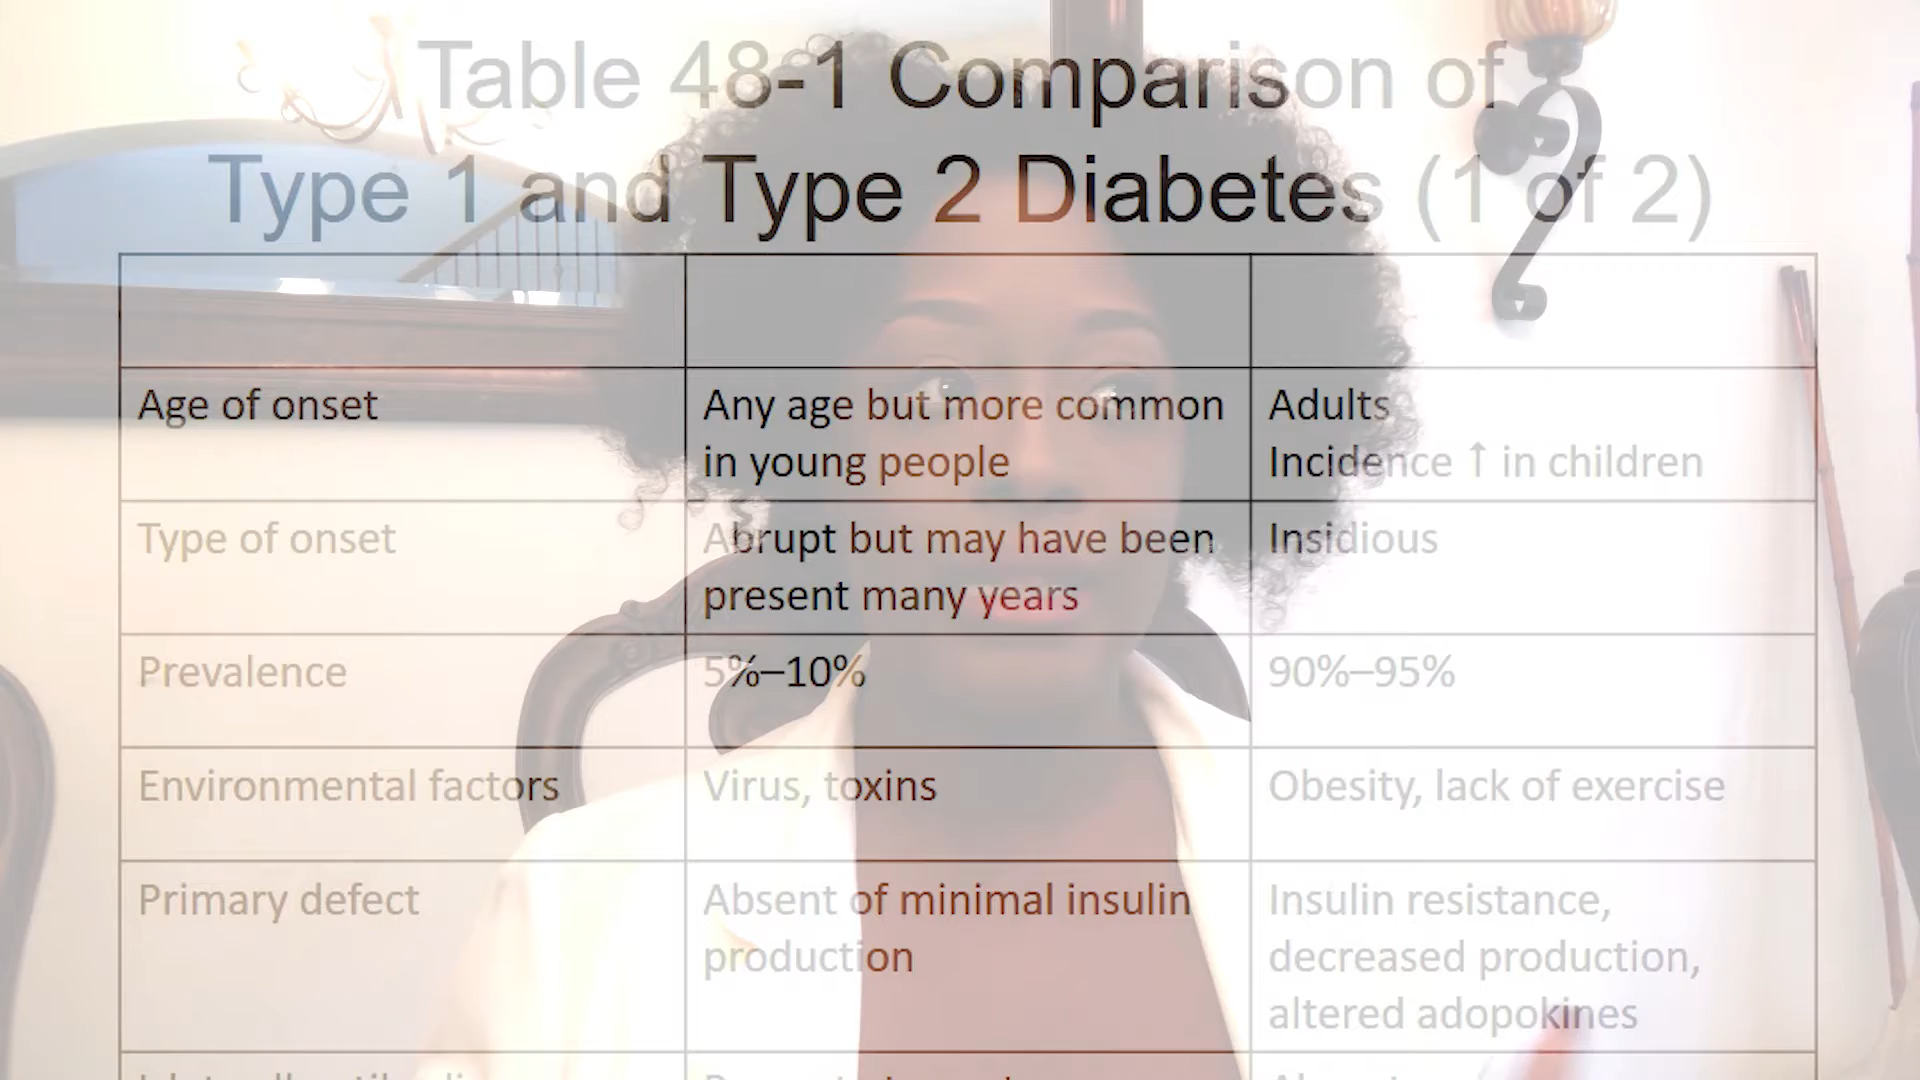 Table 48-1 Comparison of
Type 1 and Type 2 Diabetes (1 of 2)
Age of onset
Any age but more common
in young people
Adults
Incidence ↑ in children
Type of onset
Abrupt but may have been
present many years
Insidious
Prevalence
5%–10%
90%–95%
Environmental factors
Virus, toxins
Obesity, lack of exercise
Primary defect
Absent of minimal insulin
production
Insulin resistance,
decreased production,
altered adopokines